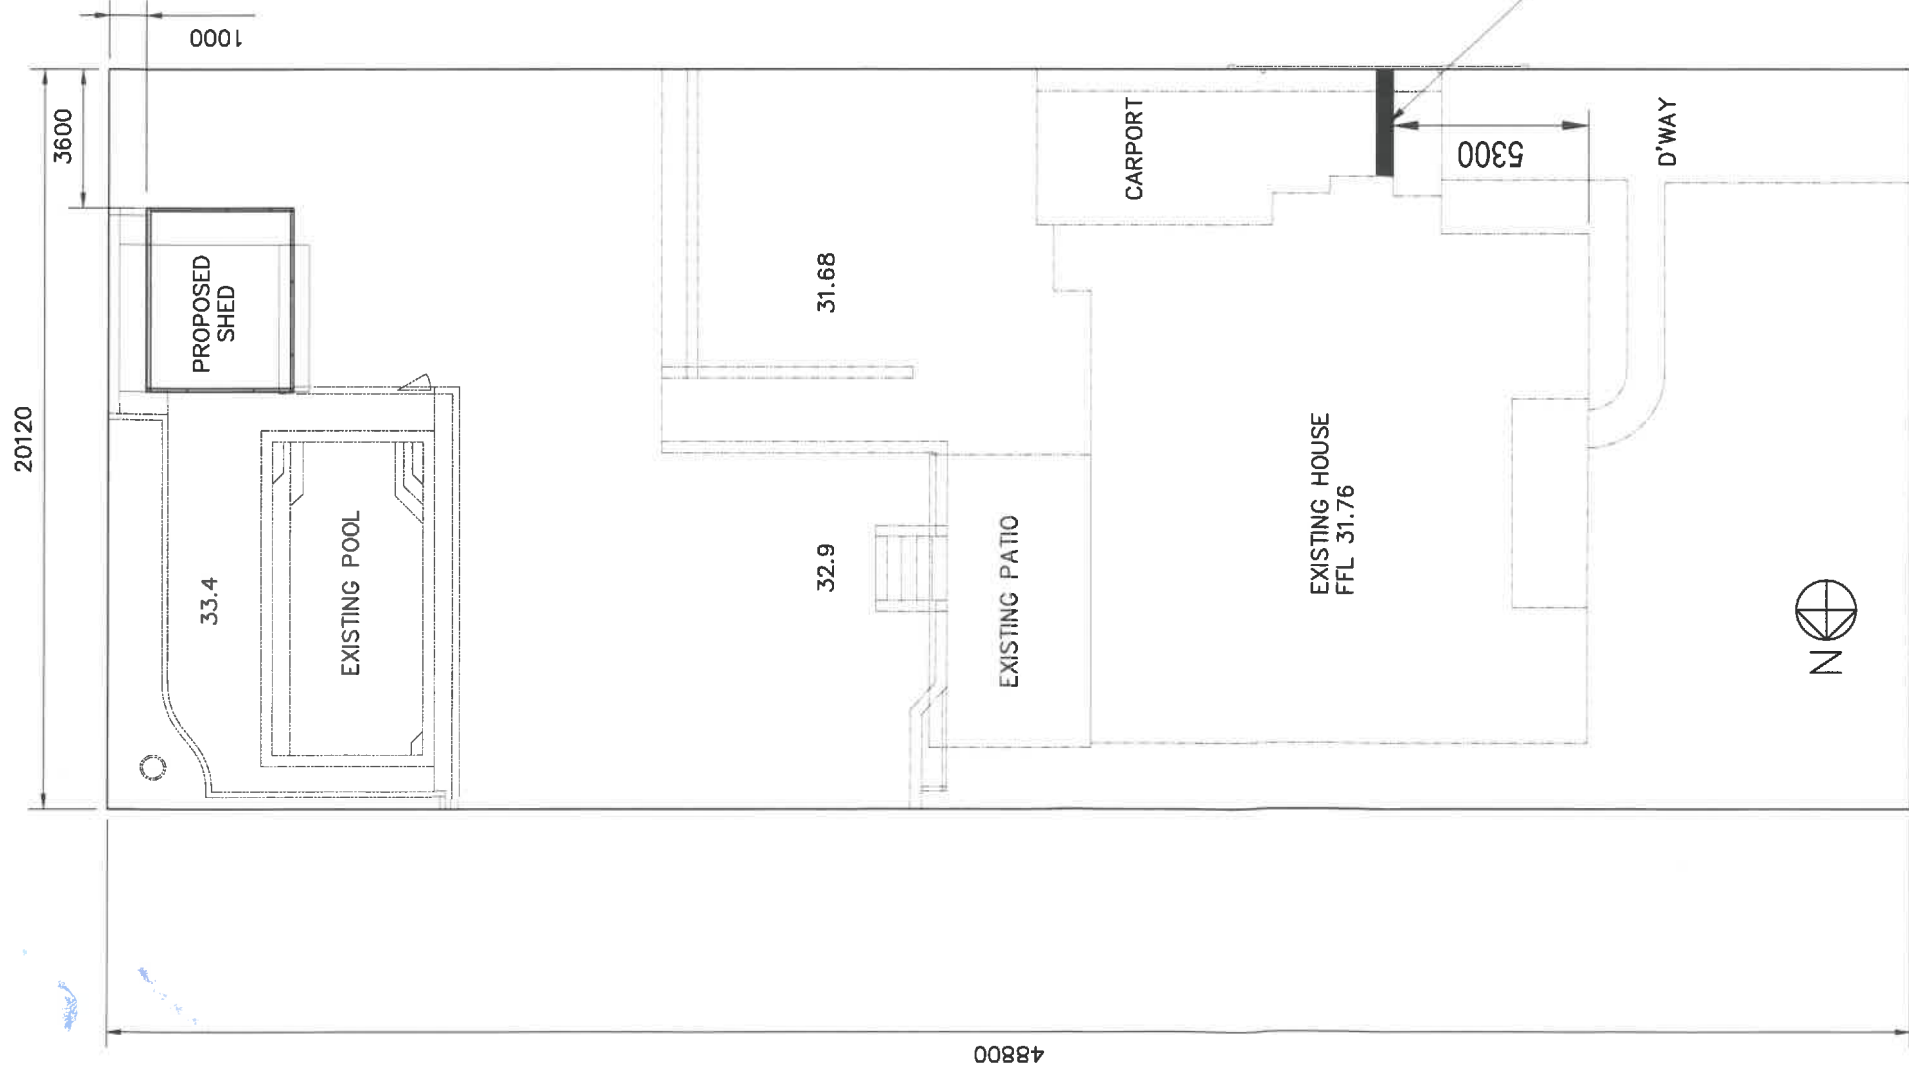 1000
3600
20120
PROPOSED
SHED
33.4
EXISTING POOL
31.68
32.9
CARPORT
5300
D'WAY
EXISTING PATIO
EXISTING HOUSE
FFL 31.76
N
48800